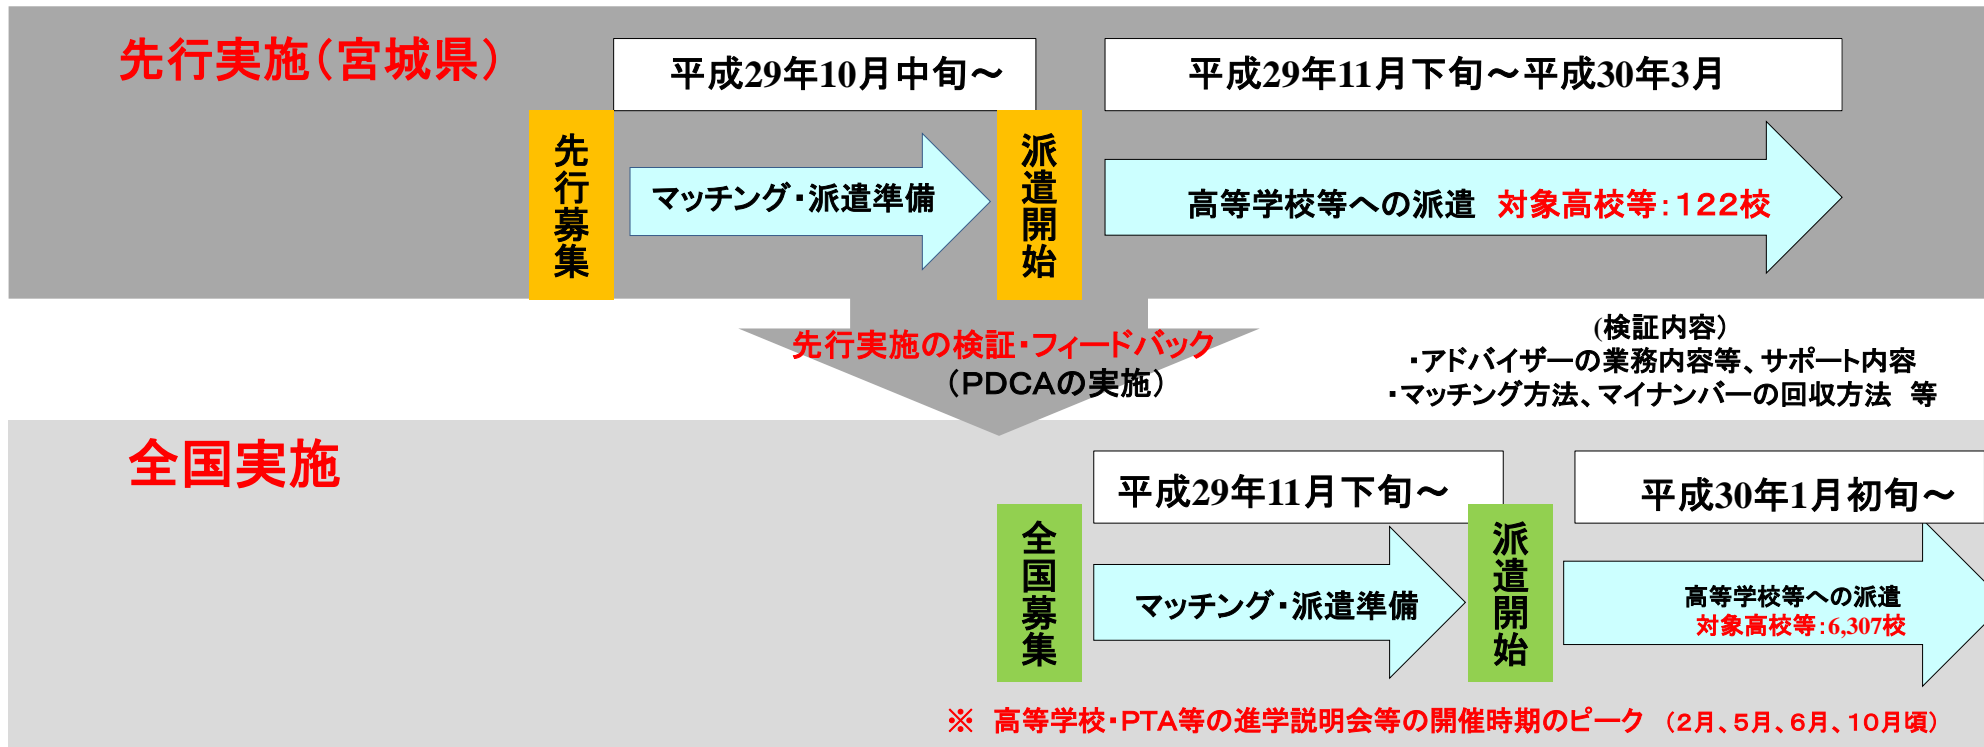 先行実施（宮城県）
平成29年10月中旬～
平成29年11月下旬～平成30年3月
先行募集
マッチング・派遣準備
派遣開始
高等学校等への派遣　対象高校等：１２２校
先行実施の検証・フィードバック
（PDCAの実施）
(検証内容）
・アドバイザーの業務内容等、サポート内容
・マッチング方法、マイナンバーの回収方法　等
全国実施
平成29年11月下旬～
平成30年1月初旬～
全国募集
マッチング・派遣準備
派遣開始
高等学校等への派遣
対象高校等：6,307校
※　高等学校・PTA等の進学説明会等の開催時期のピーク　（２月、５月、６月、１０月頃）